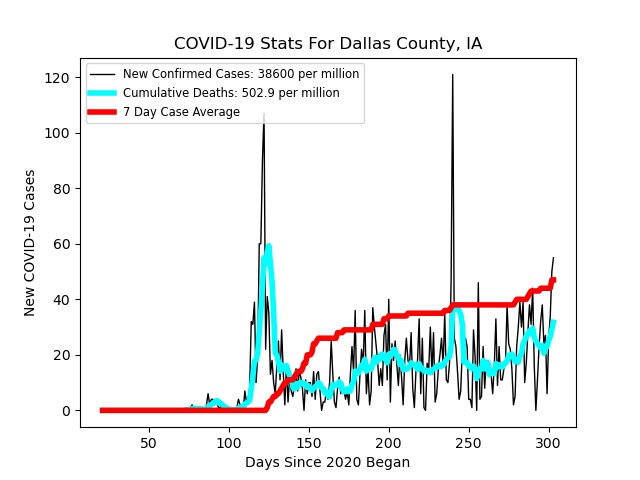 COVID-19 Stats For Dallas County, IA
New Confirmed Cases: 38600 per million
Cumulative Deaths: 502.9 per million
7 Day Case Average
New COVID-19 Cases
120
100
80
60
40
20
0
50 100 150 200 250 300
Days Since 2020 Began